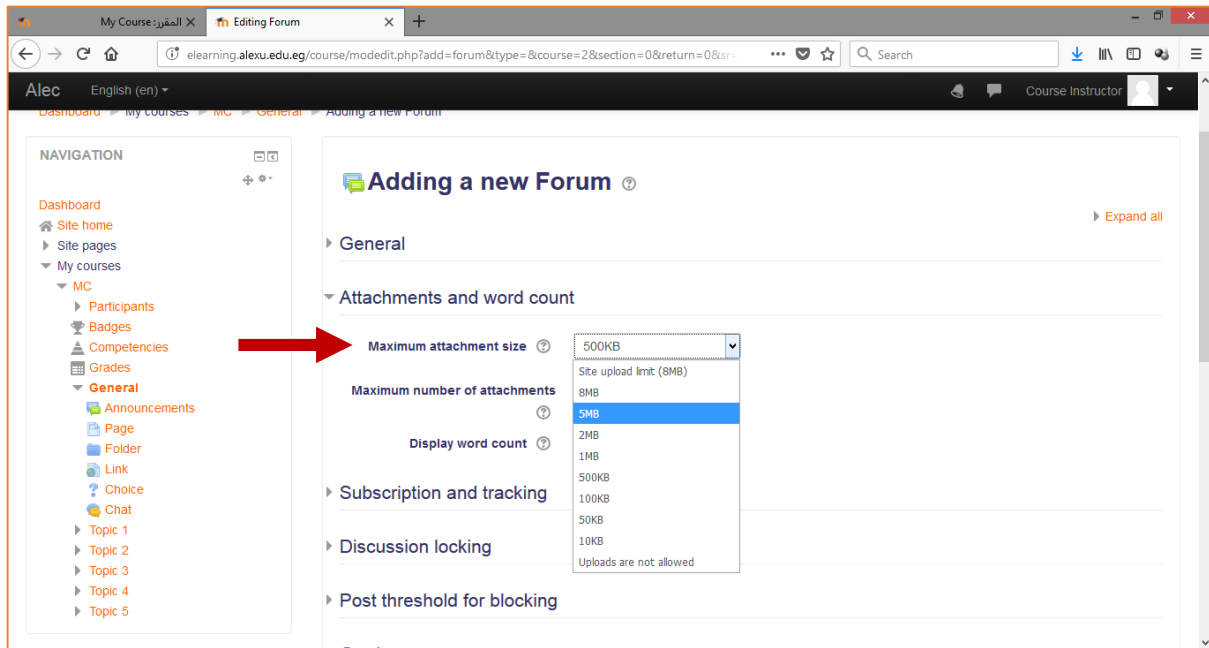 My Course :المقرر
Editing Forum
elearning.alexu.edu.eg/course/modedit.php?add=forum&type=&course=2&section=0&return=0&sr=
Search
Alec English (en)
Course Instructor
Dashboard My courses MC General Adding a new Forum
NAVIGATION
Dashboard
Site home
Site pages
My courses
MC
Participants
Badges
Competencies
Grades
General
Announcements
Page
Folder
Link
Choice
Chat
Topic 1
Topic 2
Topic 3
Topic 4
Topic 5
Adding a new Forum
Expand all
General
Attachments and word count
Maximum attachment size
500KB
Site upload limit (8MB)
8MB
5MB
2MB
1MB
500KB
100KB
50KB
10KB
Uploads are not allowed
Maximum number of attachments
Display word count
Subscription and tracking
Discussion locking
Post threshold for blocking